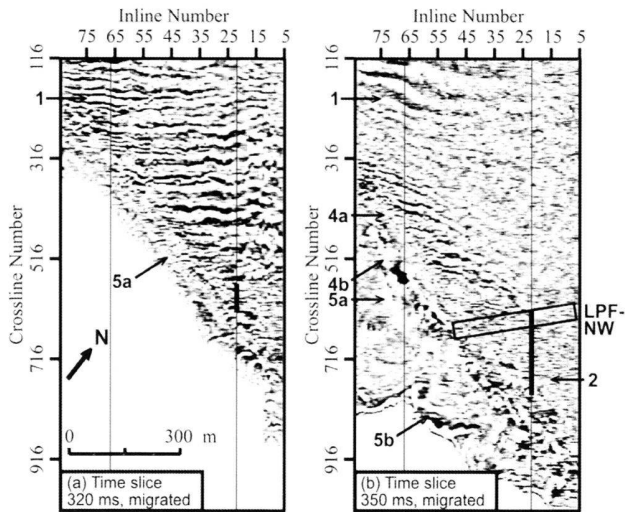 Inline Number
75 65 55 45 35 25 15 5
Crossline Number
116
316
516
716
916
1
5a
N
0 300 m
(a) Time slice
320 ms, migrated
Inline Number
75 65 55 45 35 25 15 5
Crossline Number
116
316
516
716
916
1
4a
4b
5a
LPF-
NW
2
5b
(b) Time slice
350 ms, migrated